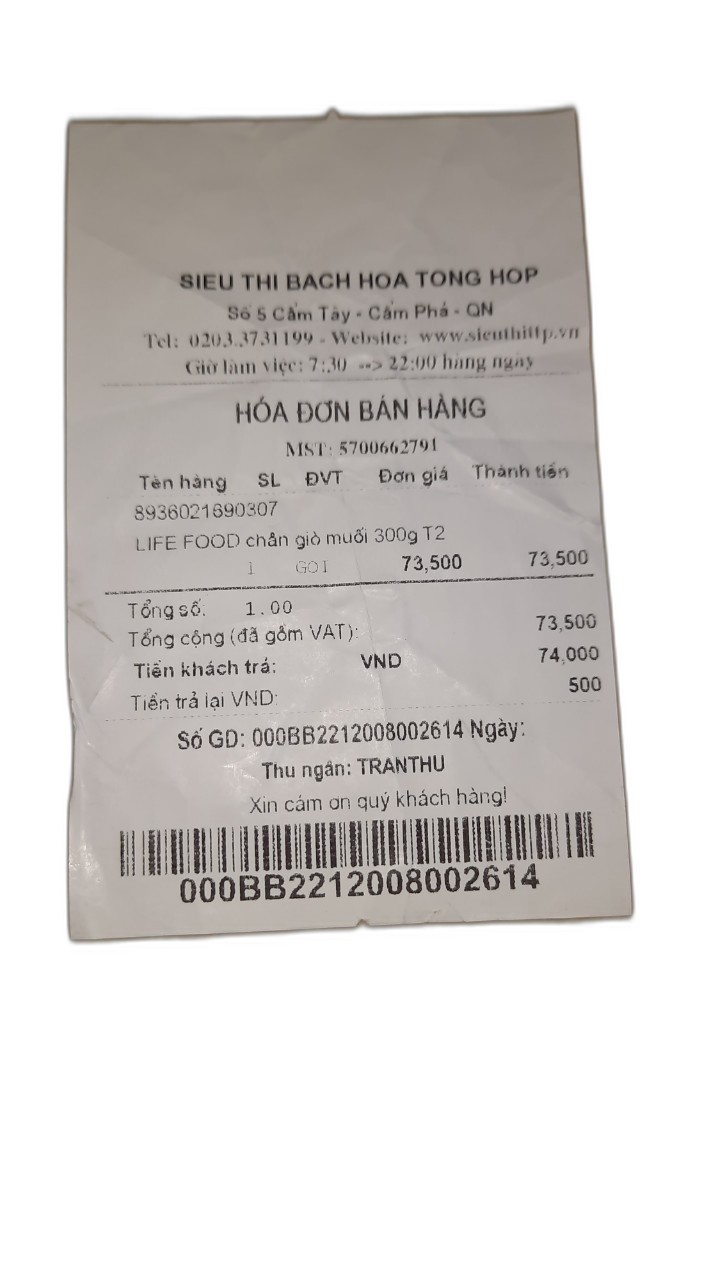 SIEU THI BACH HOA TONG HOP
Số 5 Cẩm Tây - Cẩm Phả - QN
Tel: 0203.3731199 - Website: www.sieuthittp.vn
Giờ làm việc: 7:30 --> 22:00 hàng ngày
HÓA ĐƠN BÁN HÀNG
MST: 5700662791
Tên hàng SL ĐVT Đơn giá Thành tiền
8936021690307
LIFE FOOD chân giò muối 300g T2
1 GOI 73,500 73,500
Tổng số: 1.00
Tổng cộng (đã gồm VAT): 73,500
Tiền khách trả: VND 74,000
Tiền trả lại VND: 500
Số GD: 000BB2212008002614 Ngày:
Thu ngân: TRANTHU
Xin cám ơn quý khách hàng!
000BB2212008002614